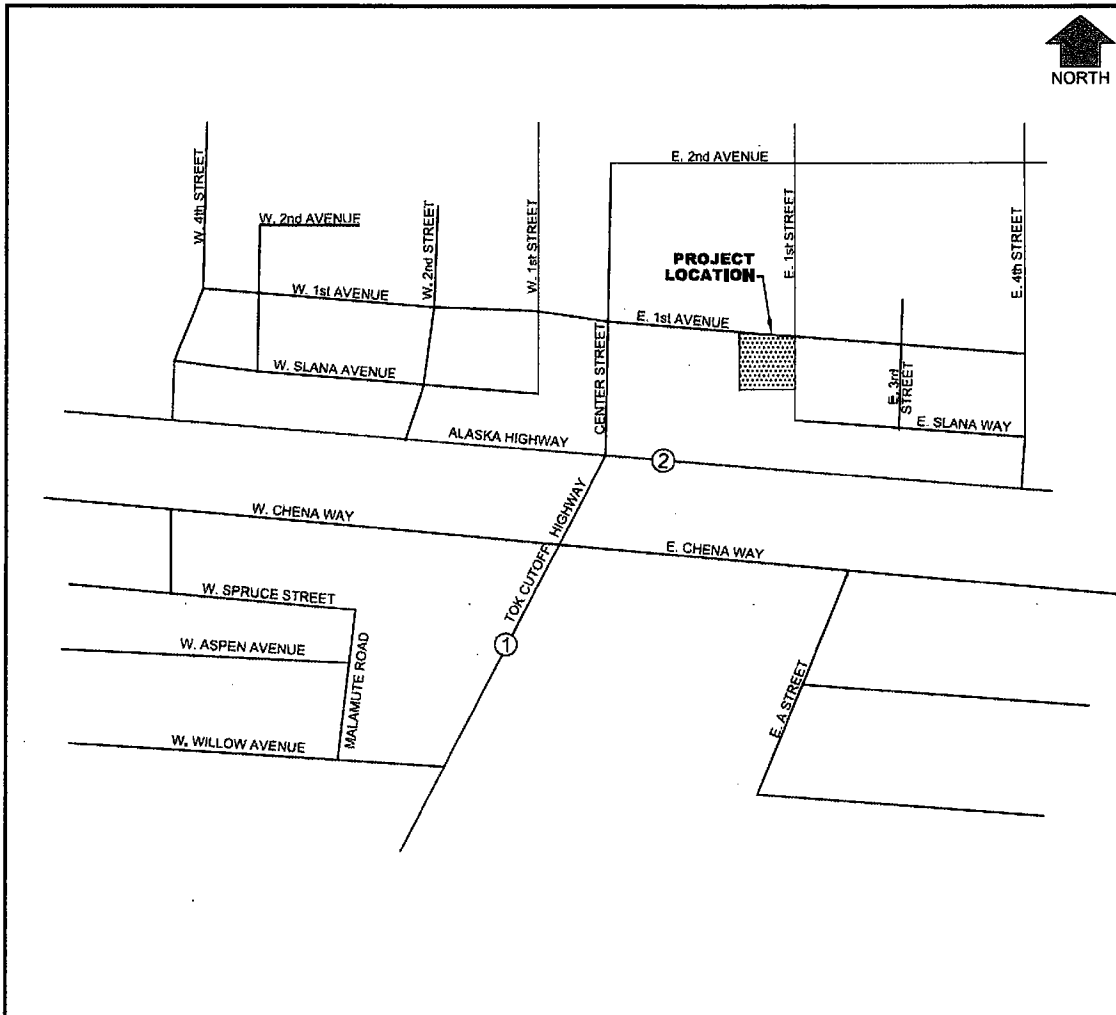 NORTH
W. 4th STREET
W. 2nd AVENUE
W. 2nd STREET
W. 1st STREET
E. 2nd AVENUE
E. 1st STREET
E. 4th STREET
PROJECT
LOCATION
W. 1st AVENUE
E. 1st AVENUE
W. SLANA AVENUE
CENTER STREET
E. 3rd
STREET
E. SLANA WAY
ALASKA HIGHWAY
2
W. CHENA WAY
TOK CUTOFF HIGHWAY
E. CHENA WAY
W. SPRUCE STREET
1
W. ASPEN AVENUE
MALAMUTE ROAD
E. A STREET
W. WILLOW AVENUE